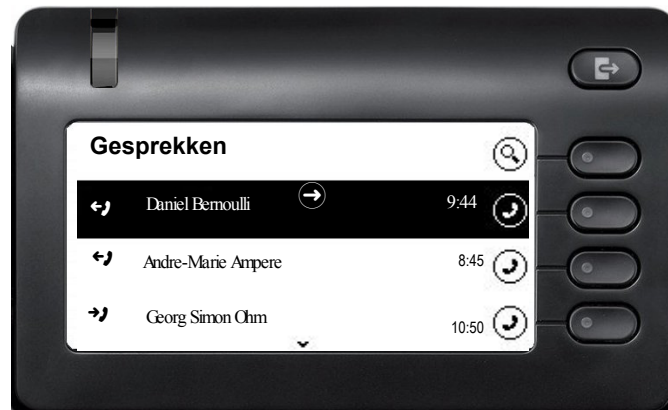 Gesprekken
Daniel Bernoulli 9:44
Andre-Marie Ampere 8:45
Georg Simon Ohm 10:50